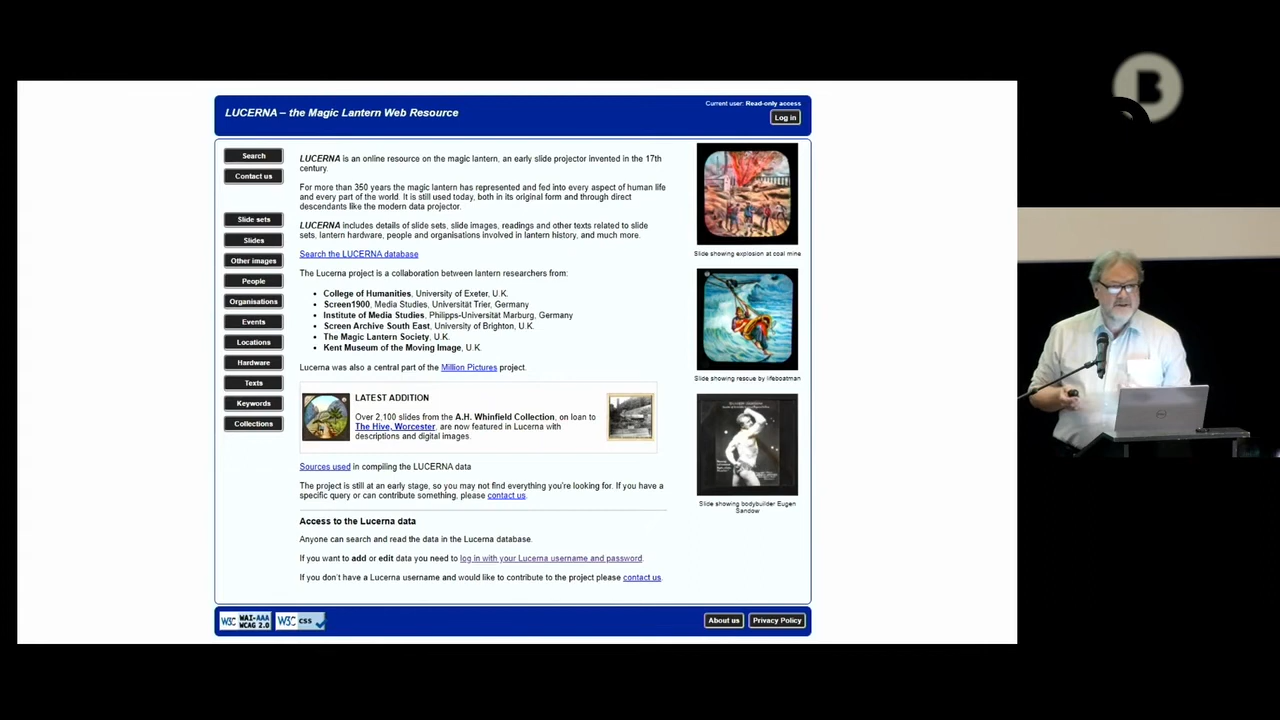 B
LUCERNA – the Magic Lantern Web Resource
Current user: Read-only access
Log in
Search
Contact us
Slide sets
Slides
Other images
People
Organisations
Events
Locations
Hardware
Texts
Keywords
Collections
LUCERNA is an online resource on the magic lantern, an early slide projector invented in the 17th
century.
For more than 350 years the magic lantern has represented and fed into every aspect of human life
and every part of the world. It is still used today, both in its original form and through direct
descendants like the modern data projector.
LUCERNA includes details of slide sets, slide images, readings and other texts related to slide
sets, lantern hardware, people and organisations involved in lantern history, and much more.
Search the LUCERNA database
The Lucerna project is a collaboration between lantern researchers from:
• College of Humanities, University of Exeter, U.K.
• Screen1900, Media Studies, Universität Trier, Germany
• Institute of Media Studies, Philipps-Universität Marburg, Germany
• Screen Archive South East, University of Brighton, U.K.
• The Magic Lantern Society, U.K.
• Kent Museum of the Moving Image, U.K.
Lucerna was also a central part of the Million Pictures project.
LATEST ADDITION
Over 2,100 slides from the A.H. Whinfield Collection, on loan to
The Hive, Worcester, are now featured in Lucerna with
descriptions and digital images.
Sources used in compiling the LUCERNA data
The project is still at an early stage, so you may not find everything you're looking for. If you have a
specific query or can contribute something, please contact us.
Access to the Lucerna data
Anyone can search and read the data in the Lucerna database.
If you want to add or edit data you need to log in with your Lucerna username and password.
If you don't have a Lucerna username and would like to contribute to the project please contact us.
Slide showing explosion at coal mine
Slide showing rescue by lifeboatman
Slide showing bodybuilder Eugen
Sandow
W3C WAI-AAA
WCAG 2.0
W3C css
About us
Privacy Policy
DELL